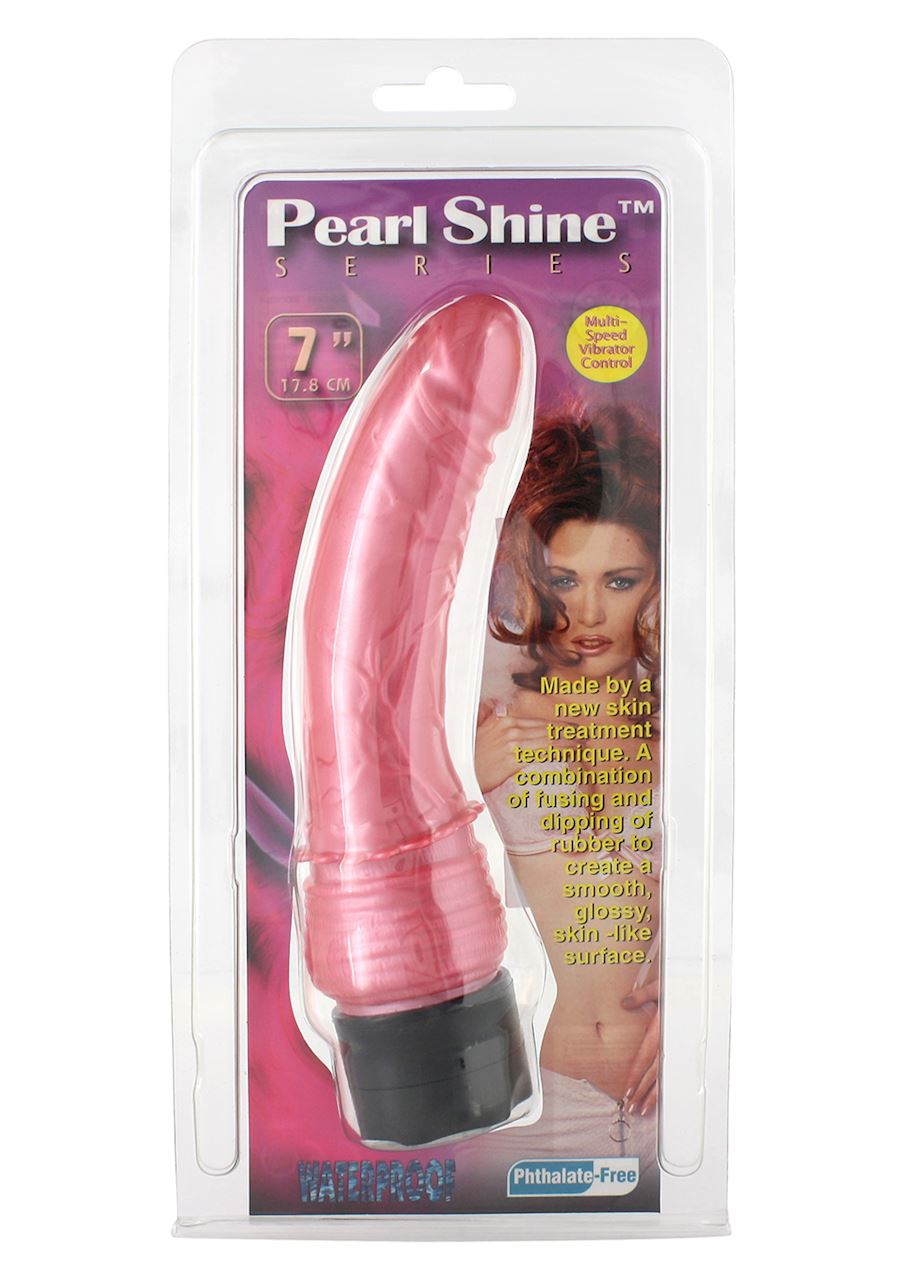 Pearl Shine™
SERIES
7"
17.8 CM
Multi-
Speed
Vibrator
Control
Made by a
new skin
treatment
technique. A
combination
of fusing and
dipping of
rubber to
create a
smooth,
glossy,
skin -like
surface.
WATERPROOF
Phthalate-Free